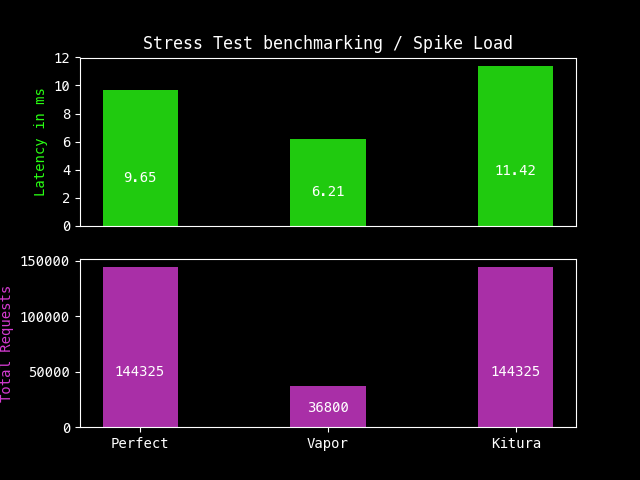 Stress Test benchmarking / Spike Load
Latency in ms
12
10
8
6
4
2
0
9.65
6.21
11.42
Total Requests
150000
100000
50000
0
144325
36800
144325
Perfect
Vapor
Kitura